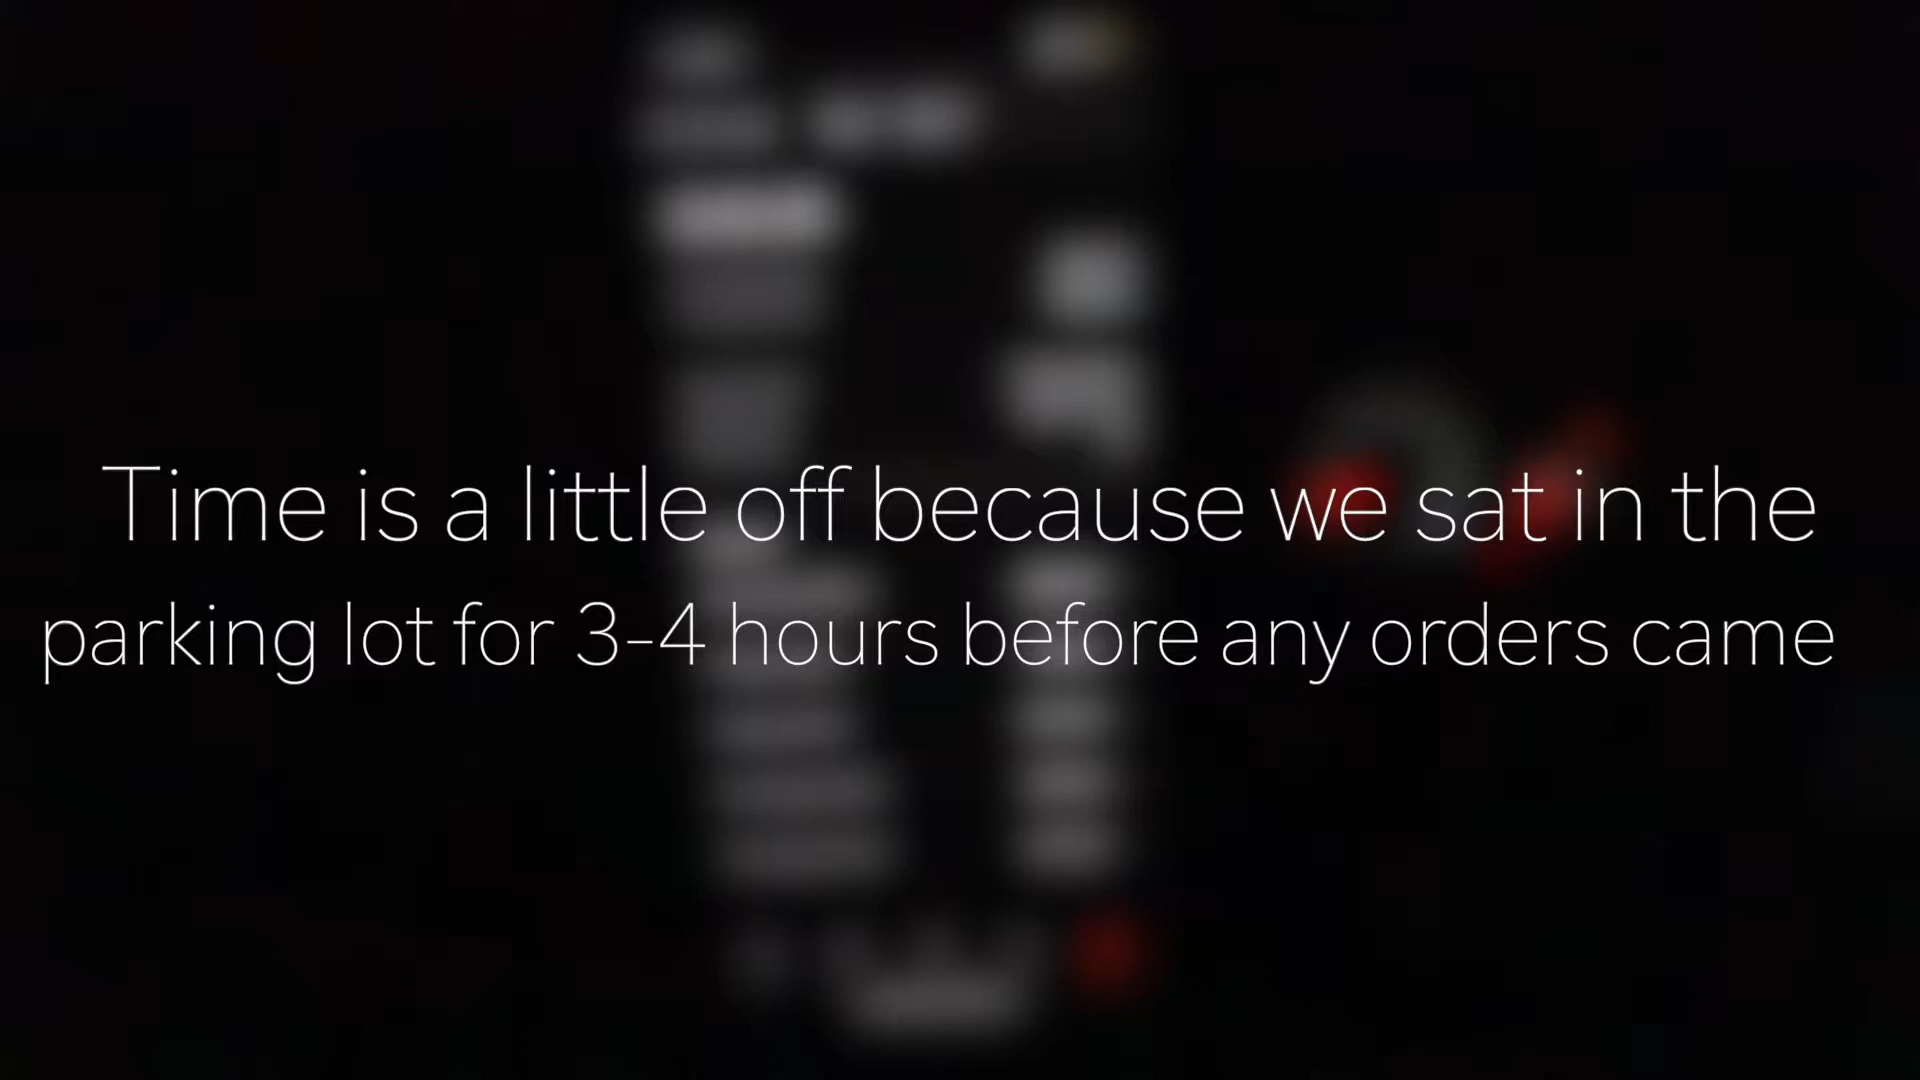 Time is a little off because we sat in the
parking lot for 3-4 hours before any orders came